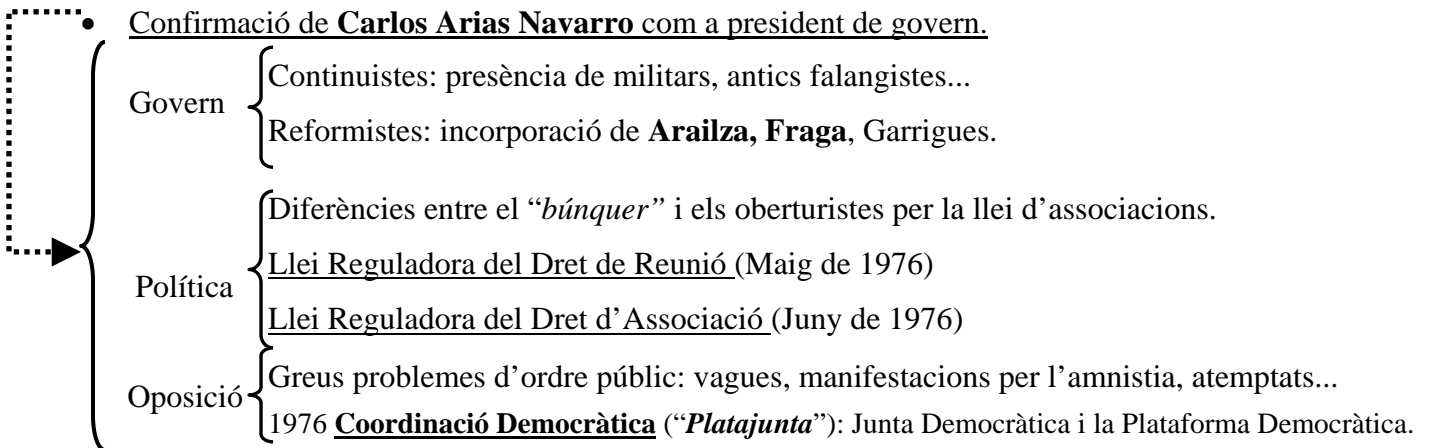 • Confirmació de Carlos Arias Navarro com a president de govern.
Govern
Continuistes: presència de militars, antics falangistes...
Reformistes: incorporació de Arailza, Fraga, Garrigues.
Política
Diferències entre el “búnquer” i els oberturistes per la llei d’associacions.
Llei Reguladora del Dret de Reunió (Maig de 1976)
Llei Reguladora del Dret d’Associació (Juny de 1976)
Oposició
Greus problemes d’ordre públic: vagues, manifestacions per l’amnistia, atemptats...
1976 Coordinació Democràtica (“Platajunta”): Junta Democràtica i la Plataforma Democràtica.